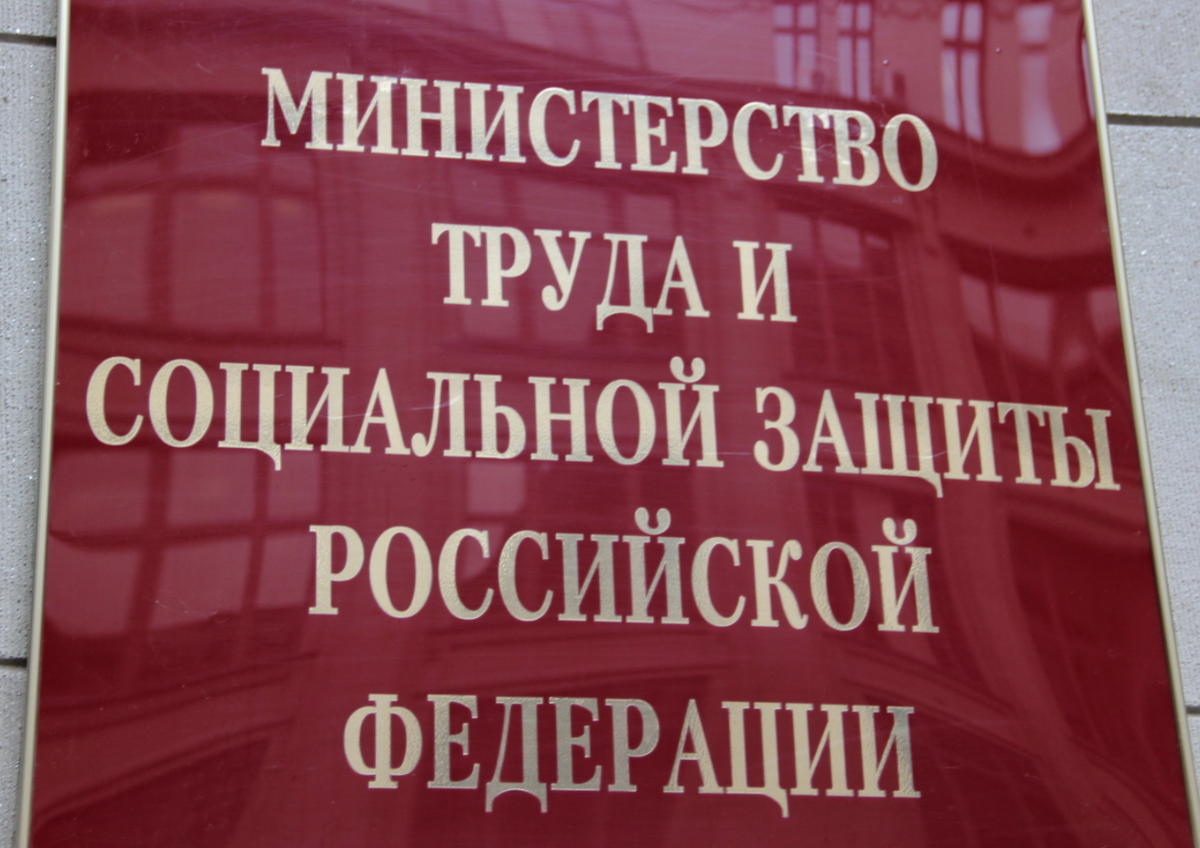 МИНИСТЕРСТВО
ТРУДА И
СОЦИАЛЬНОЙ ЗАЩИТЫ
РОССИЙСКОЙ
ФЕДЕРАЦИИ